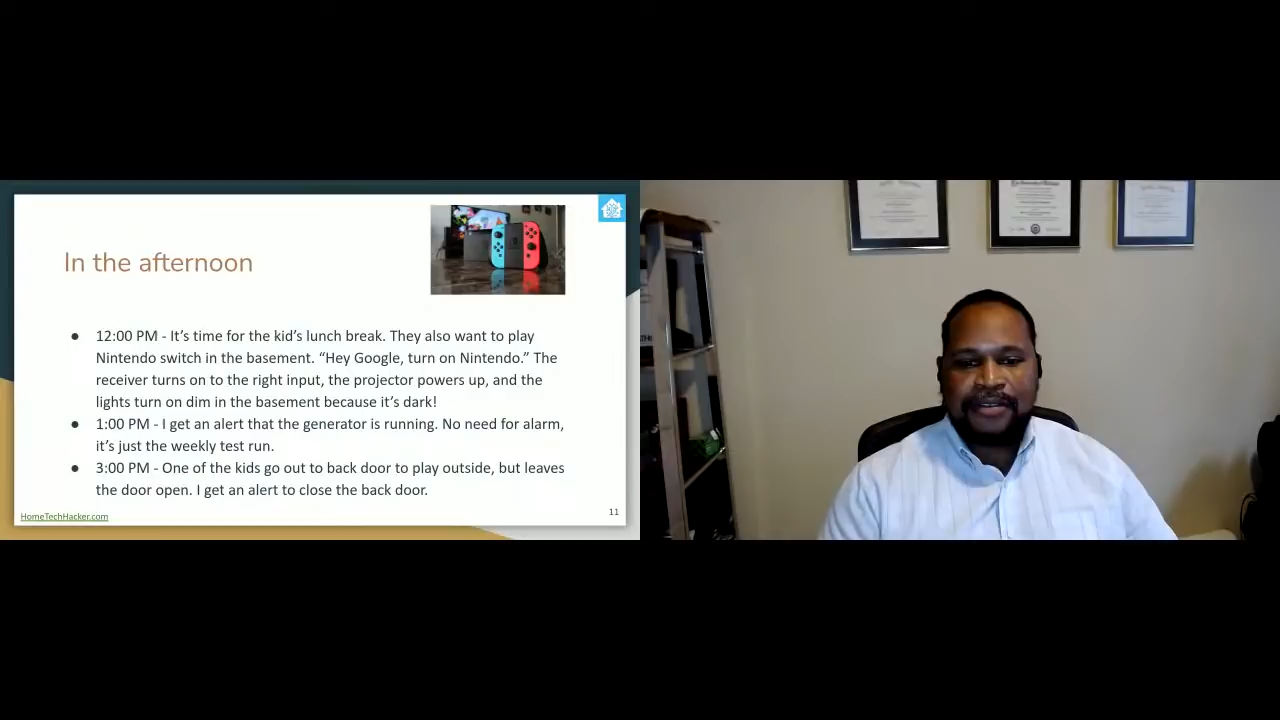 In the afternoon
● 12:00 PM - It’s time for the kid’s lunch break. They also want to play
Nintendo switch in the basement. “Hey Google, turn on Nintendo.” The
receiver turns on to the right input, the projector powers up, and the
lights turn on dim in the basement because it’s dark!
● 1:00 PM - I get an alert that the generator is running. No need for alarm,
it’s just the weekly test run.
● 3:00 PM - One of the kids go out to back door to play outside, but leaves
the door open. I get an alert to close the back door.
HomeTechHacker.com
11